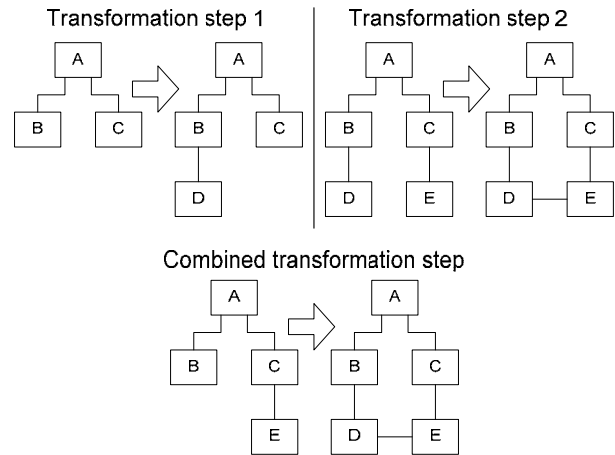 Transformation step 1
A
A
B
C
B
C
D
Transformation step 2
A
A
B
C
B
C
D
E
D
E
Combined transformation step
A
A
B
C
B
C
E
D
E